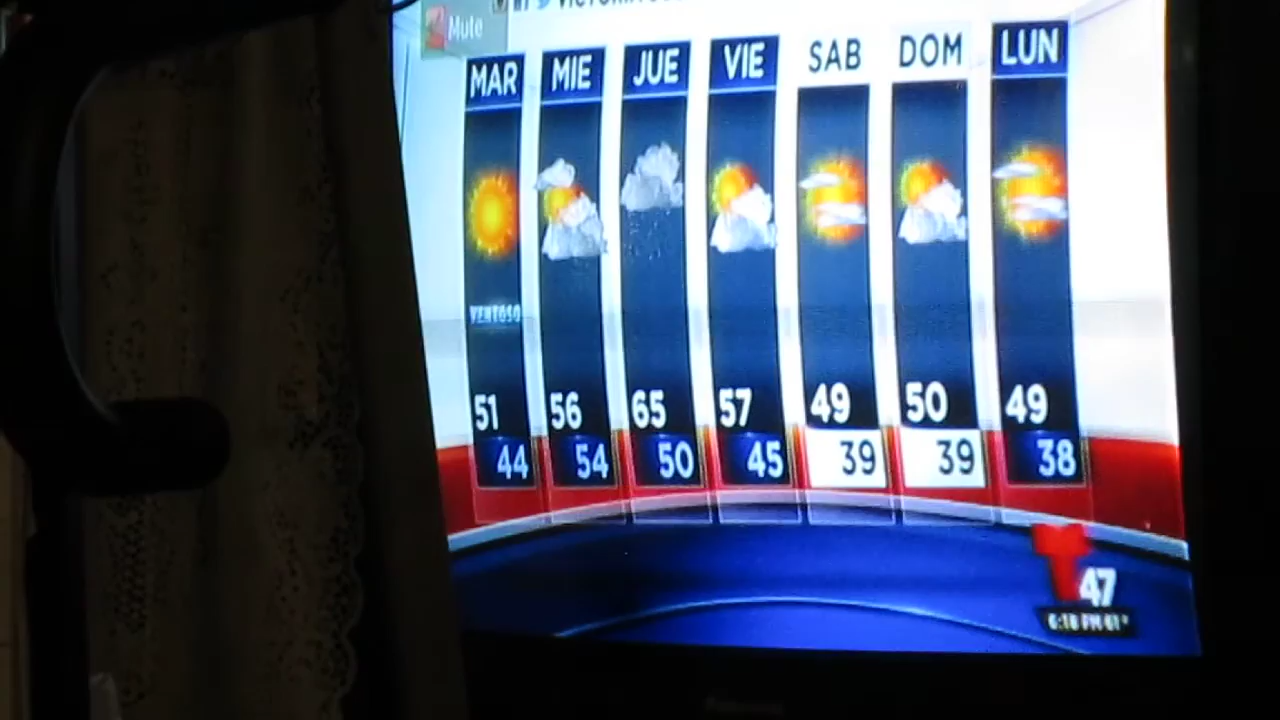 Mute
MAR MIE JUE VIE SAB DOM LUN
VENTOSO
51 56 65 57 49 50 49
44 54 50 45 39 39 38
47